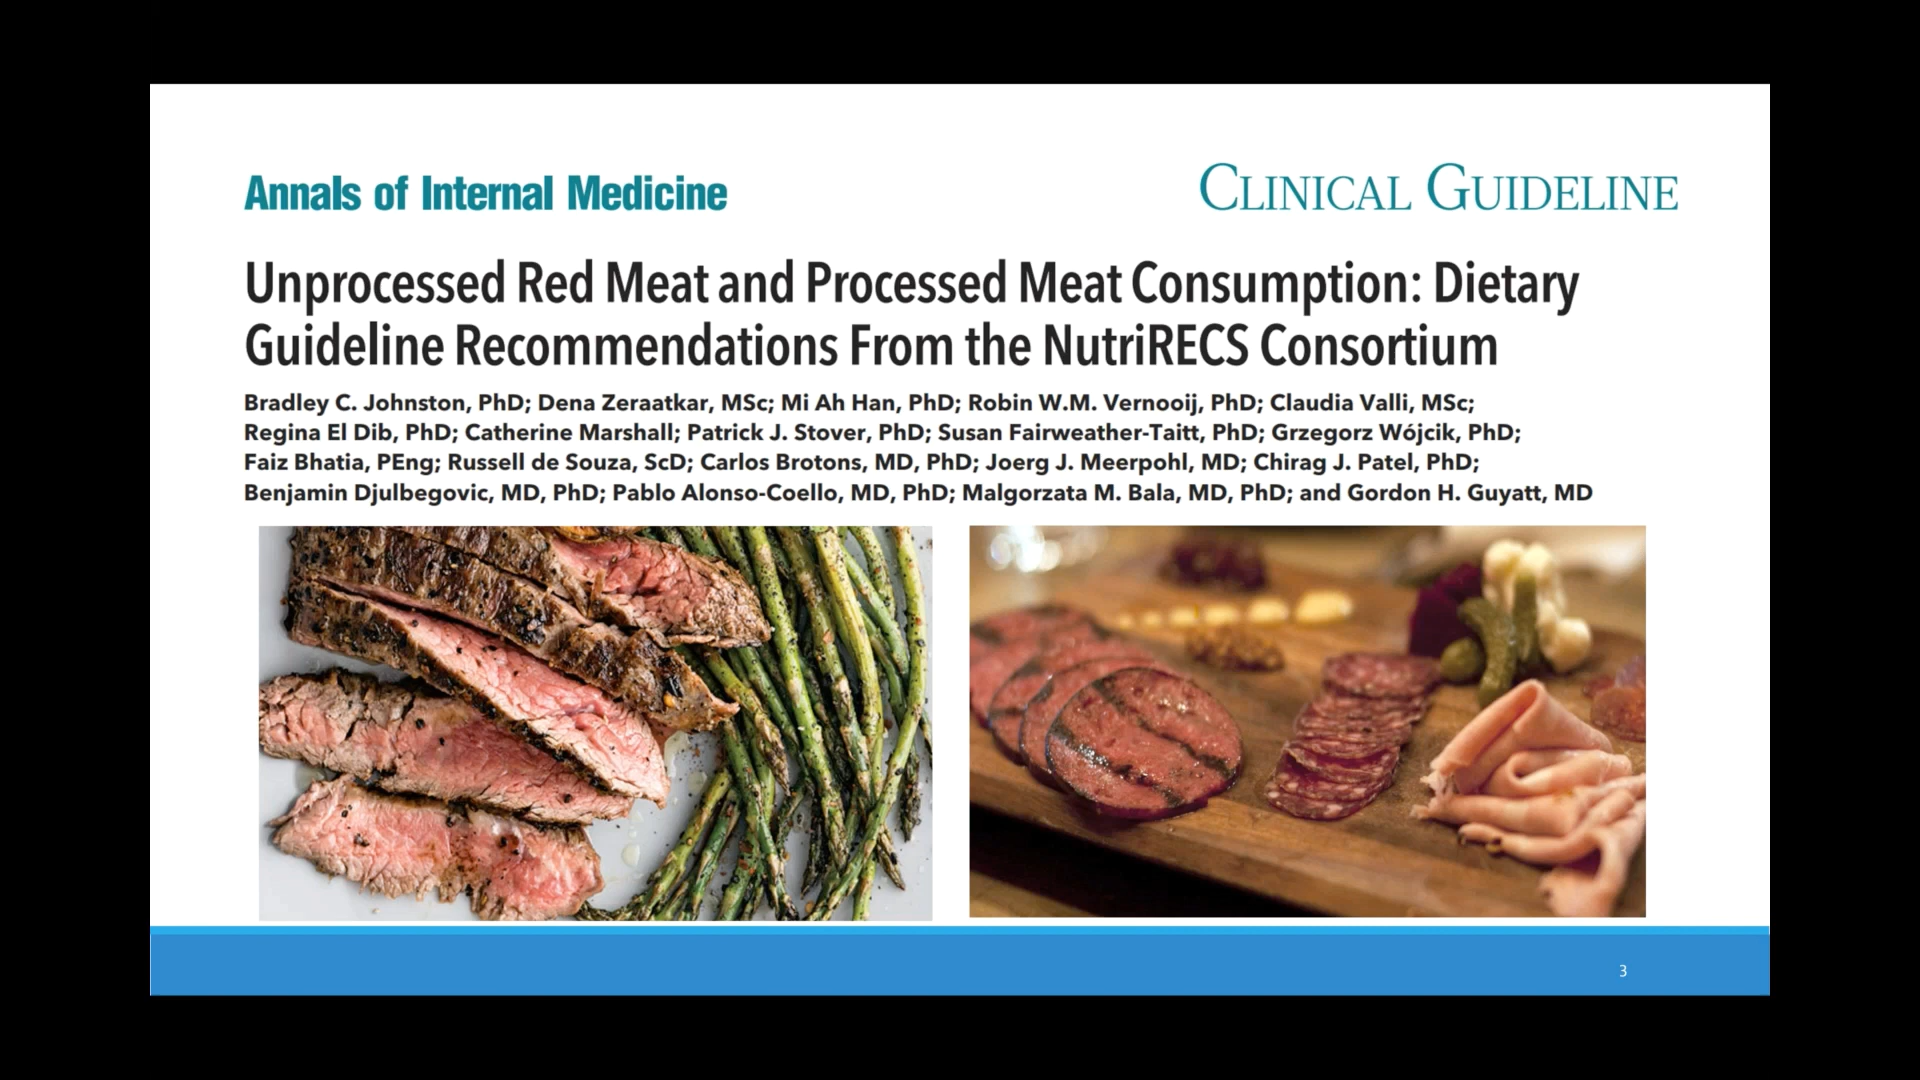 Annals of Internal Medicine
CLINICAL GUIDELINE
Unprocessed Red Meat and Processed Meat Consumption: Dietary
Guideline Recommendations From the NutriRECS Consortium
Bradley C. Johnston, PhD; Dena Zeraatkar, MSc; Mi Ah Han, PhD; Robin W.M. Vernooij, PhD; Claudia Valli, MSc;
Regina El Dib, PhD; Catherine Marshall; Patrick J. Stover, PhD; Susan Fairweather-Taitt, PhD; Grzegorz Wójcik, PhD;
Faiz Bhatia, PEng; Russell de Souza, ScD; Carlos Brotons, MD, PhD; Joerg J. Meerpohl, MD; Chirag J. Patel, PhD;
Benjamin Djulbegovic, MD, PhD; Pablo Alonso-Coello, MD, PhD; Malgorzata M. Bala, MD, PhD; and Gordon H. Guyatt, MD
3